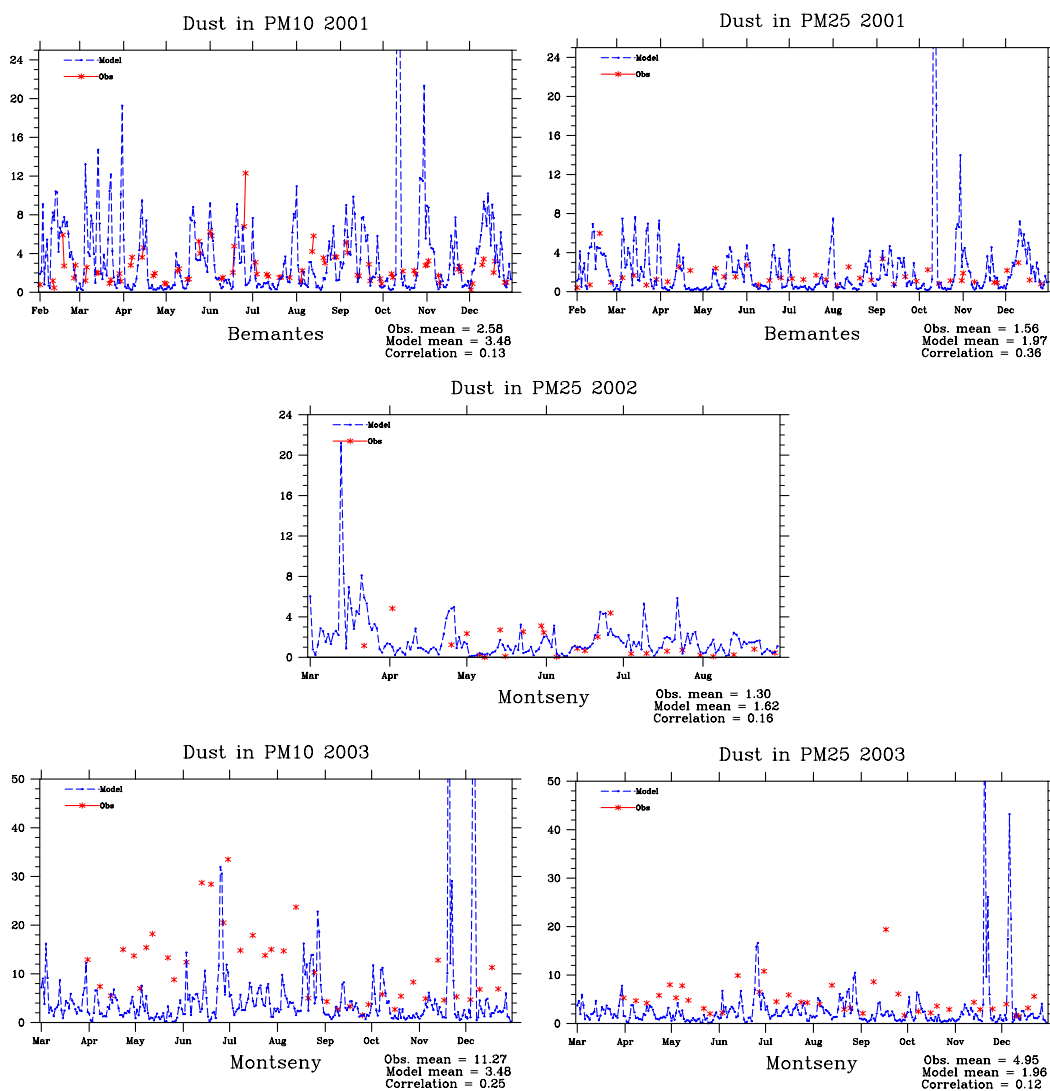 Dust in PM10 2001
Model
Obs
24
20
16
12
8
4
0
Feb Mar Apr May Jun Jul Aug Sep Oct Nov Dec
Bemantes
Obs. mean = 2.58
Model mean = 3.48
Correlation = 0.13
Dust in PM25 2001
Model
Obs
24
20
16
12
8
4
0
Feb Mar Apr May Jun Jul Aug Sep Oct Nov Dec
Bemantes
Obs. mean = 1.56
Model mean = 1.97
Correlation = 0.36
Dust in PM25 2002
Model
Obs
24
20
16
12
8
4
0
Mar Apr May Jun Jul Aug
Montseny
Obs. mean = 1.30
Model mean = 1.62
Correlation = 0.16
Dust in PM10 2003
Model
Obs
50
40
30
20
10
0
Mar Apr May Jun Jul Aug Sep Oct Nov Dec
Montseny
Obs. mean = 11.27
Model mean = 3.48
Correlation = 0.25
Dust in PM25 2003
Model
Obs
50
40
30
20
10
0
Mar Apr May Jun Jul Aug Sep Oct Nov Dec
Montseny
Obs. mean = 4.95
Model mean = 1.96
Correlation = 0.12